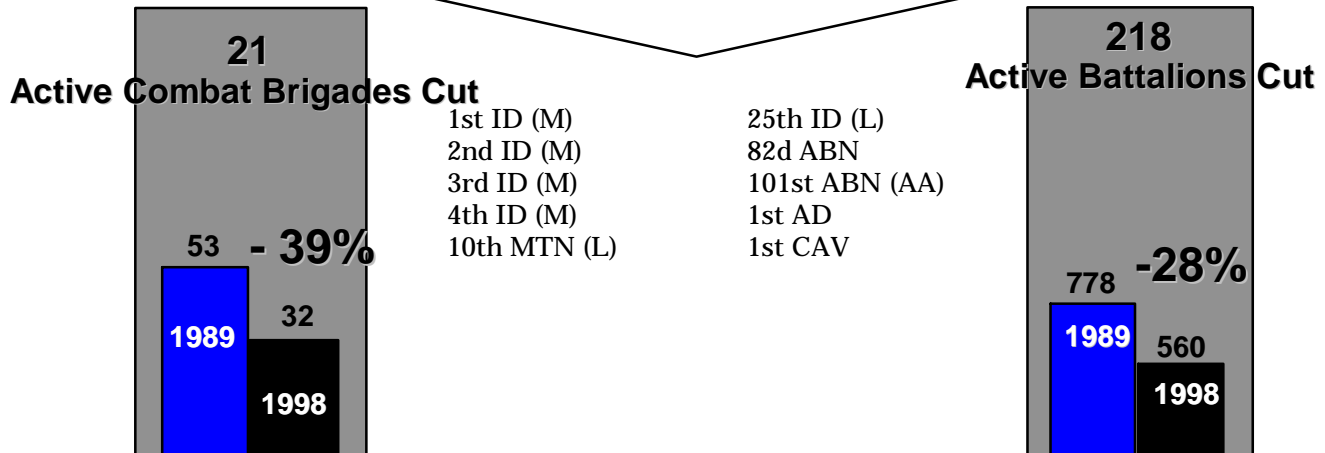 21
Active Combat Brigades Cut
53
- 39%
32
1989
1998
1st ID (M)
2nd ID (M)
3rd ID (M)
4th ID (M)
10th MTN (L)
25th ID (L)
82d ABN
101st ABN (AA)
1st AD
1st CAV
218
Active Battalions Cut
778
-28%
1989
560
1998